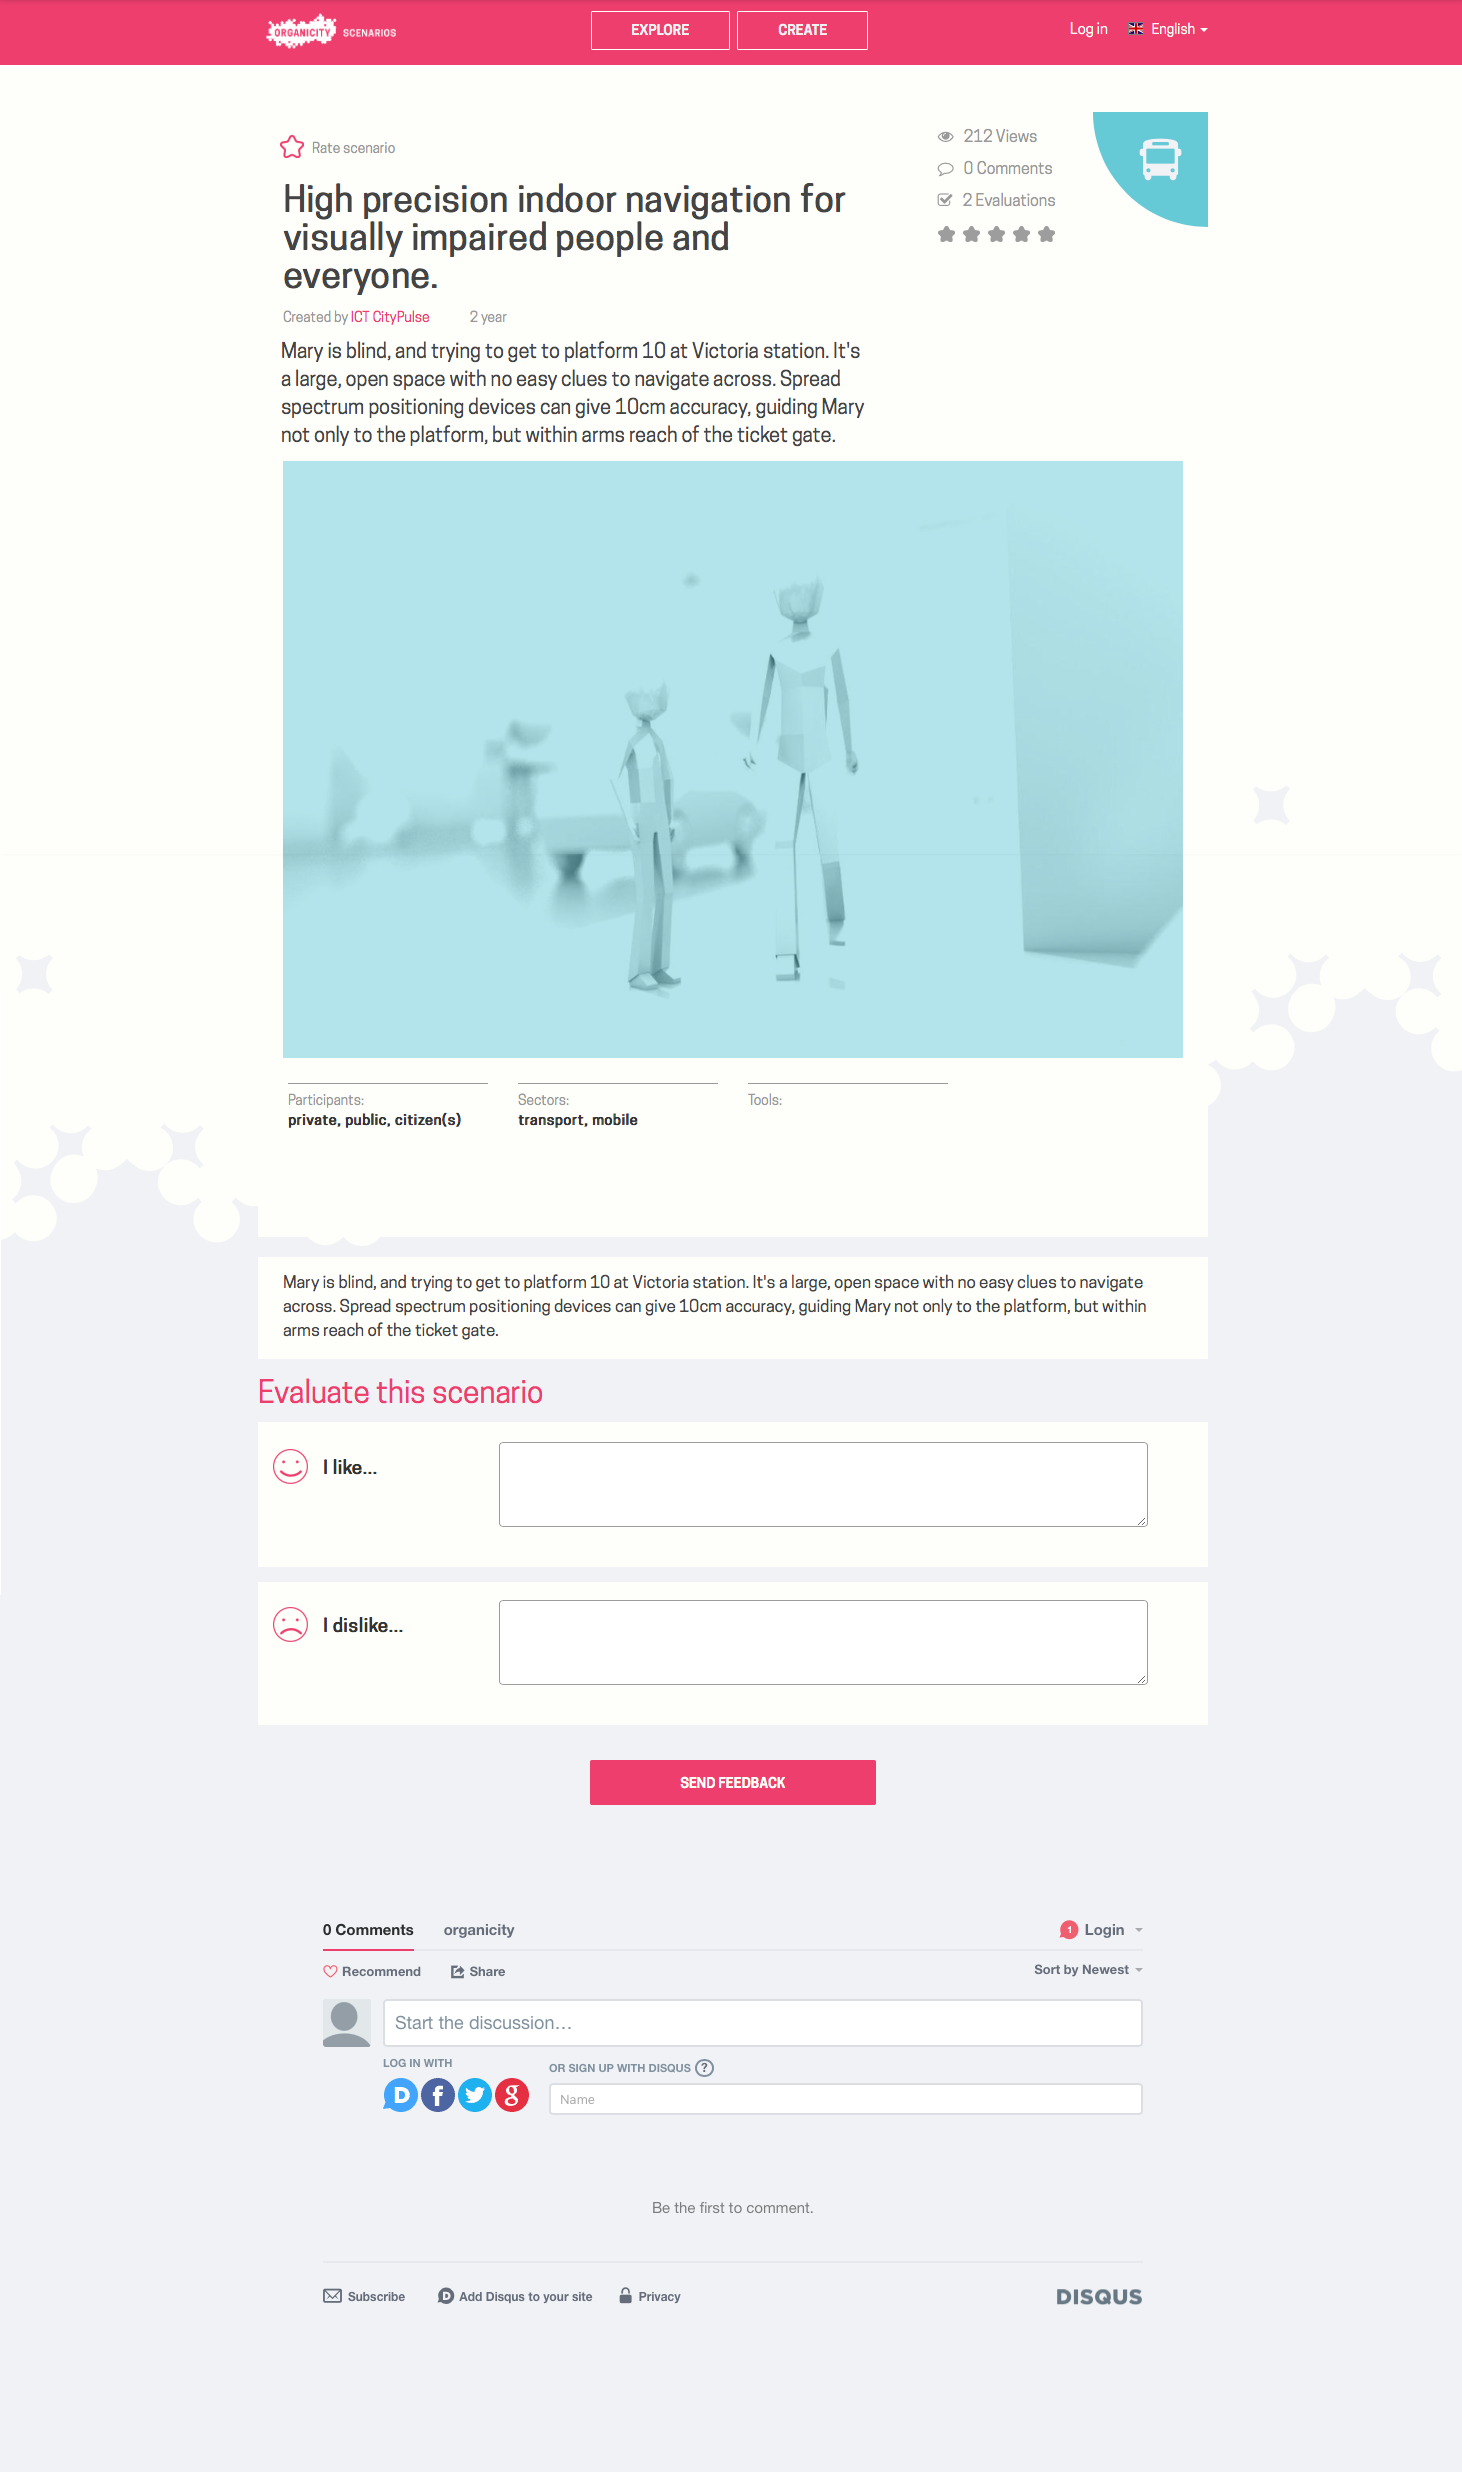 ORGANICITY SCENARIOS
EXPLORE
CREATE
Log in
English
Rate scenario
212 Views
0 Comments
2 Evaluations
High precision indoor navigation for
visually impaired people and
everyone.
Created by ICT CityPulse 2 year
Mary is blind, and trying to get to platform 10 at Victoria station. It's
a large, open space with no easy clues to navigate across. Spread
spectrum positioning devices can give 10cm accuracy, guiding Mary
not only to the platform, but within arms reach of the ticket gate.
Participants:
private, public, citizen(s)
Sectors:
transport, mobile
Tools:
Mary is blind, and trying to get to platform 10 at Victoria station. It's a large, open space with no easy clues to navigate
across. Spread spectrum positioning devices can give 10cm accuracy, guiding Mary not only to the platform, but within
arms reach of the ticket gate.
Evaluate this scenario
I like...
I dislike...
SEND FEEDBACK
0 Comments
organicity
1
Login
Recommend
Share
Sort by Newest
Start the discussion…
LOG IN WITH
OR SIGN UP WITH DISQUS ?
D f g
Name
Be the first to comment.
Subscribe
D Add Disqus to your site
Privacy
DISQUS